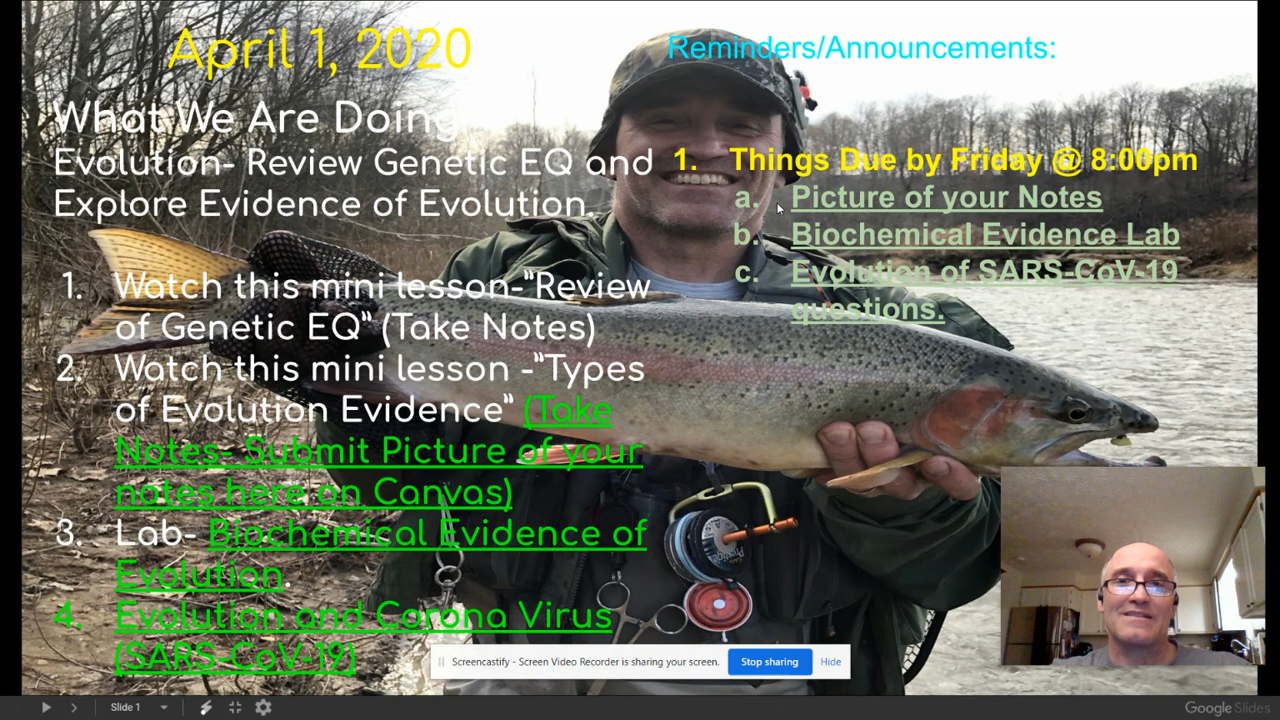 April 1, 2020
What We Are Doing
Evolution- Review Genetic EQ and
Explore Evidence of Evolution
1. Watch this mini lesson-"Review
of Genetic EQ" (Take Notes)
2. Watch this mini lesson -"Types
of Evolution Evidence" (Take
Notes- Submit Picture of your
notes here on Canvas)
3. Lab- Biochemical Evidence of
Evolution
4. Evolution and Corona Virus
(SARS-CoV-19)
Reminders/Announcements:
1. Things Due by Friday @ 8:00pm
a. Picture of your Notes
b. Biochemical Evidence Lab
c. Evolution of SARS-CoV-19
questions.
Prestige
Screencastify - Screen Video Recorder is sharing your screen. Stop sharing Hide
Slide 1
Google Slides